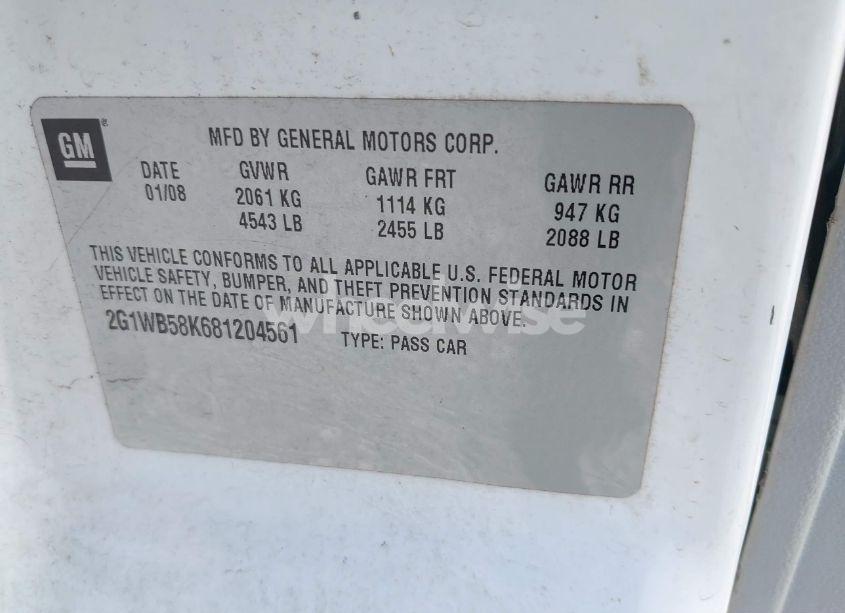 GM
MFD BY GENERAL MOTORS CORP.
DATE GVWR GAWR FRT GAWR RR
01/08 2061 KG 1114 KG 947 KG
4543 LB 2455 LB 2088 LB
THIS VEHICLE CONFORMS TO ALL APPLICABLE U.S. FEDERAL MOTOR
VEHICLE SAFETY, BUMPER, AND THEFT PREVENTION STANDARDS IN
EFFECT ON THE DATE OF MANUFACTURE SHOWN ABOVE.
2G1WB58K681204561 TYPE: PASS CAR
wheelwise